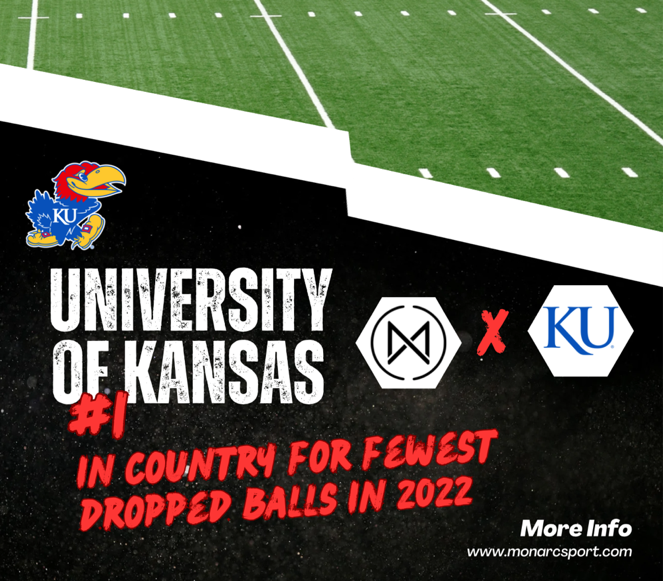 KU
UNIVERSITY
OF KANSAS
X
KU
#1
IN COUNTRY FOR FEWEST
DROPPED BALLS IN 2022
More Info
www.monarcsport.com